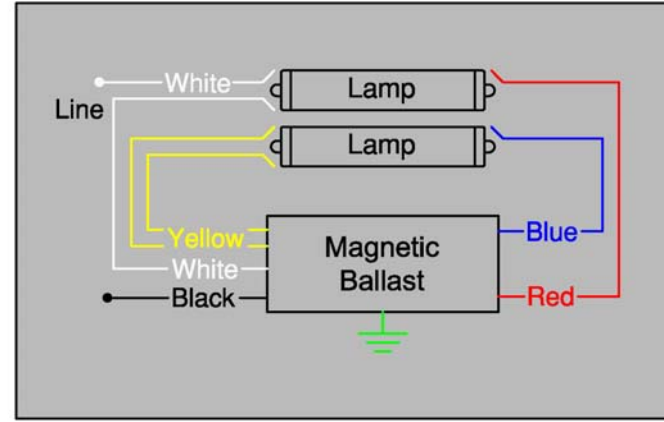 White
Lamp
Line
Lamp
Yellow
Magnetic
Ballast
Blue
White
Black
Red